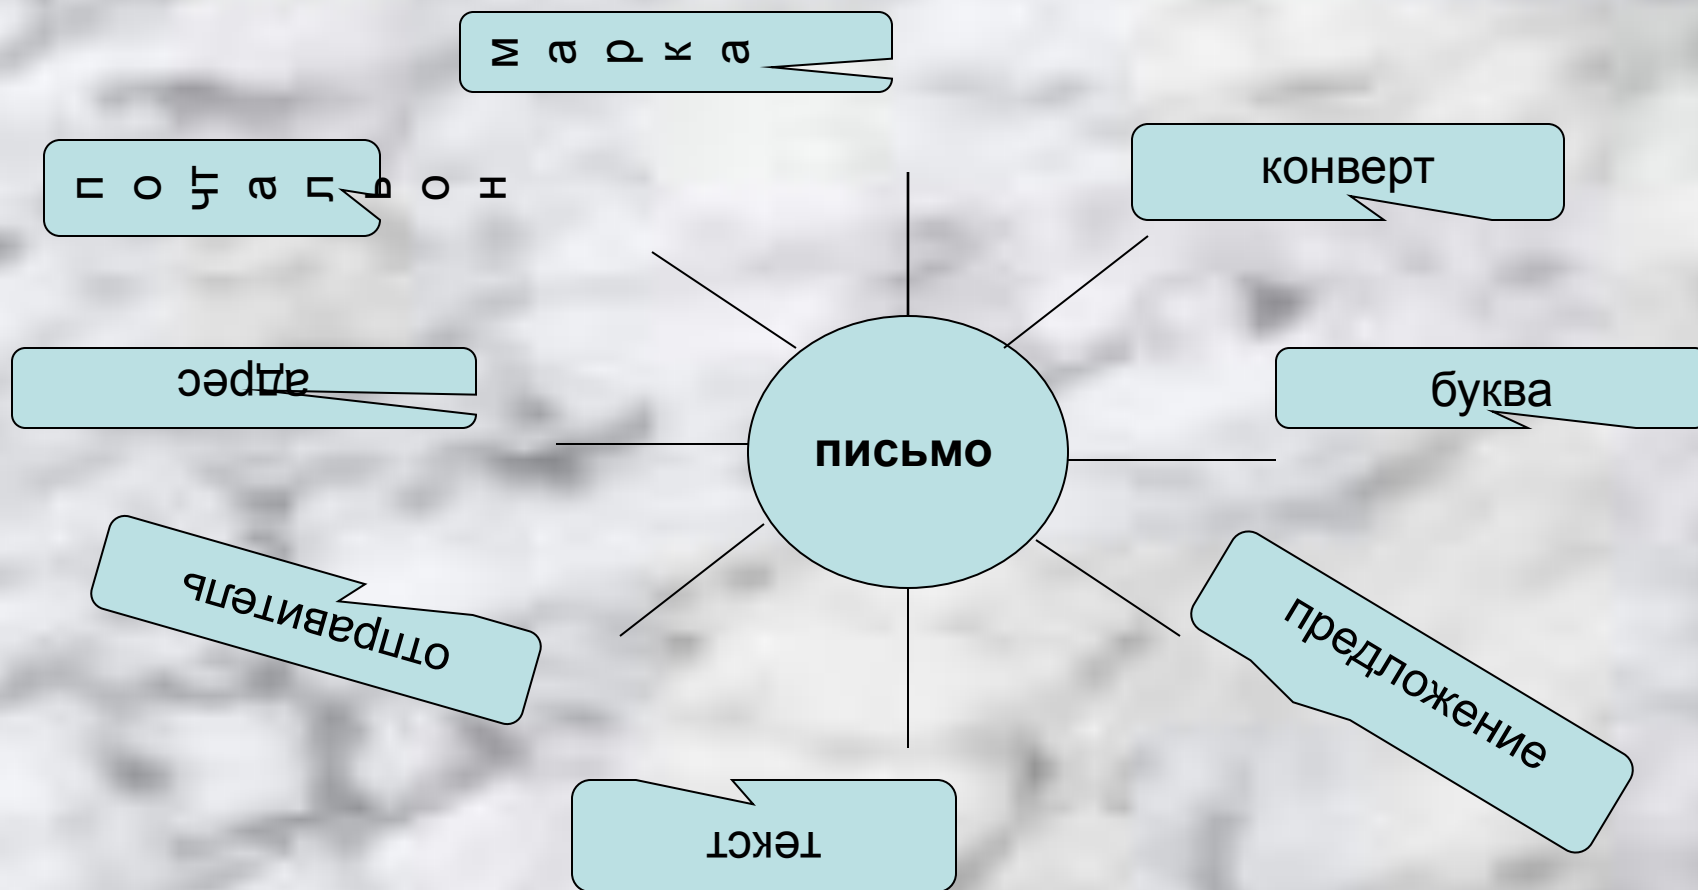 марка
конверт
почтальон
адрес
буква
письмо
отправитель
предложение
текст